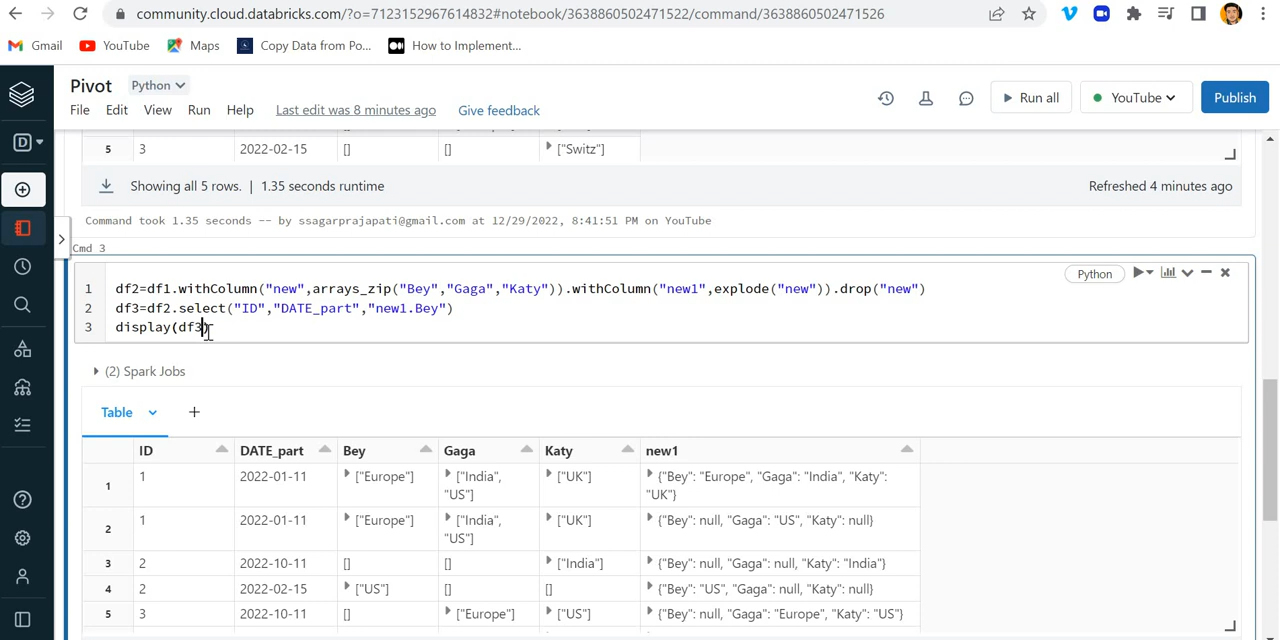 community.cloud.databricks.com/?o=7123152967614832#notebook/3638860502471522/command/3638860502471526
Gmail YouTube Maps Copy Data from Po... How to Implement...
Pivot Python
File Edit View Run Help Last edit was 8 minutes ago Give feedback
Run all YouTube Publish
D
5 3 2022-02-15 [] [] ["Switz"]
Showing all 5 rows. | 1.35 seconds runtime Refreshed 4 minutes ago
Command took 1.35 seconds -- by ssagarprajapati@gmail.com at 12/29/2022, 8:41:51 PM on YouTube
Cmd 3
Python
1 df2=df1.withColumn("new",arrays_zip("Bey","Gaga","Katy")).withColumn("new1",explode("new")).drop("new")
2 df3=df2.select("ID","DATE_part","new1.Bey")
3 display(df3)
(2) Spark Jobs
Table +
ID DATE_part Bey Gaga Katy new1
1 1 2022-01-11 ["Europe"] ["India", "US"] ["UK"] {"Bey": "Europe", "Gaga": "India", "Katy": "UK"}
2 1 2022-01-11 ["Europe"] ["India", "US"] ["UK"] {"Bey": null, "Gaga": "US", "Katy": null}
3 2 2022-10-11 [] [] ["India"] {"Bey": null, "Gaga": null, "Katy": "India"}
4 2 2022-02-15 ["US"] [] [] {"Bey": "US", "Gaga": null, "Katy": null}
5 3 2022-10-11 [] ["Europe"] ["US"] {"Bey": null, "Gaga": "Europe", "Katy": "US"}